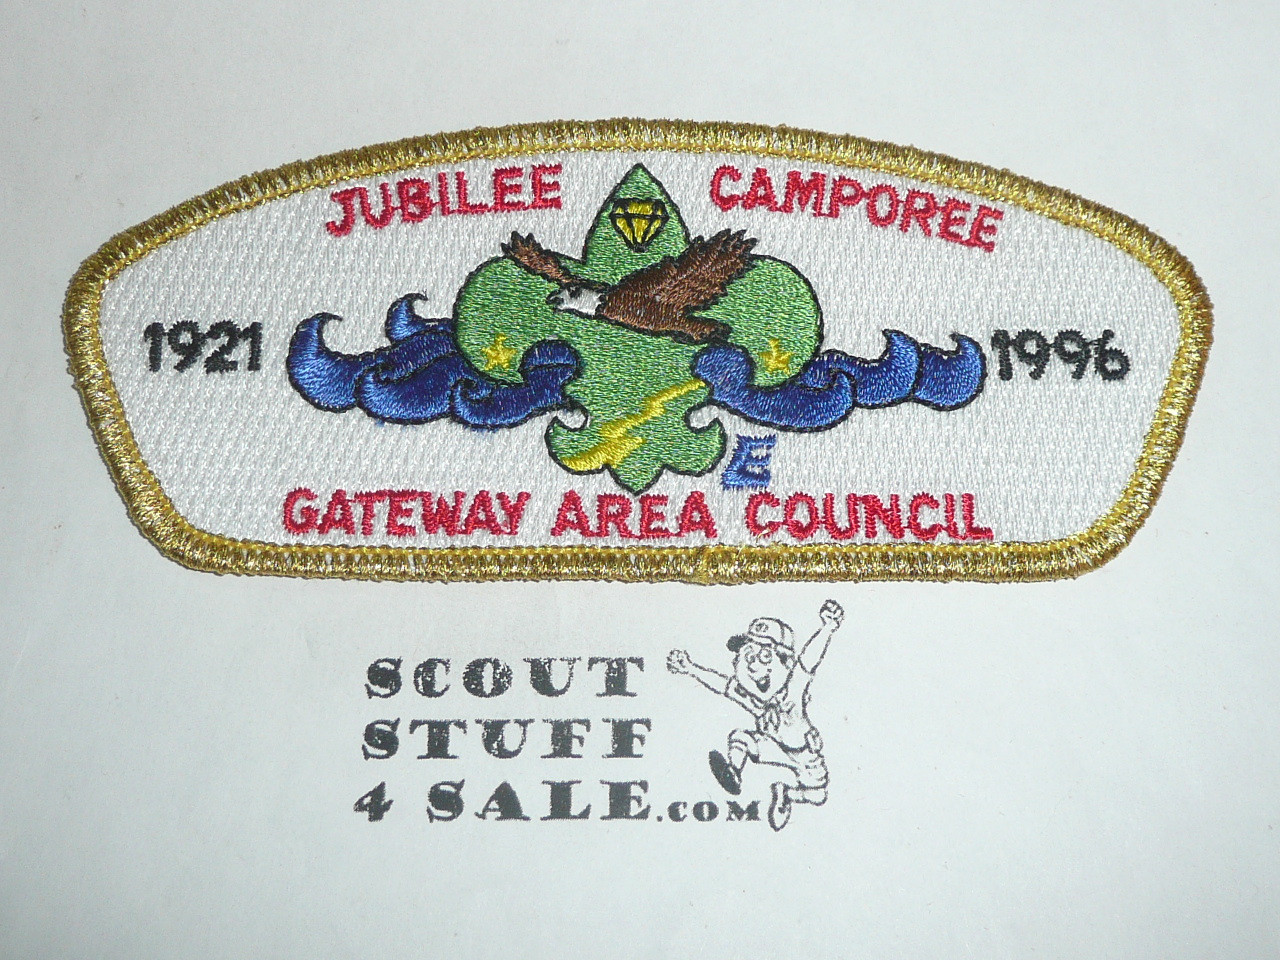 JUBILEE CAMPOREE
1921 1996
E
GATEWAY AREA COUNCIL
SCOUT
STUFF
4 SALE.COM